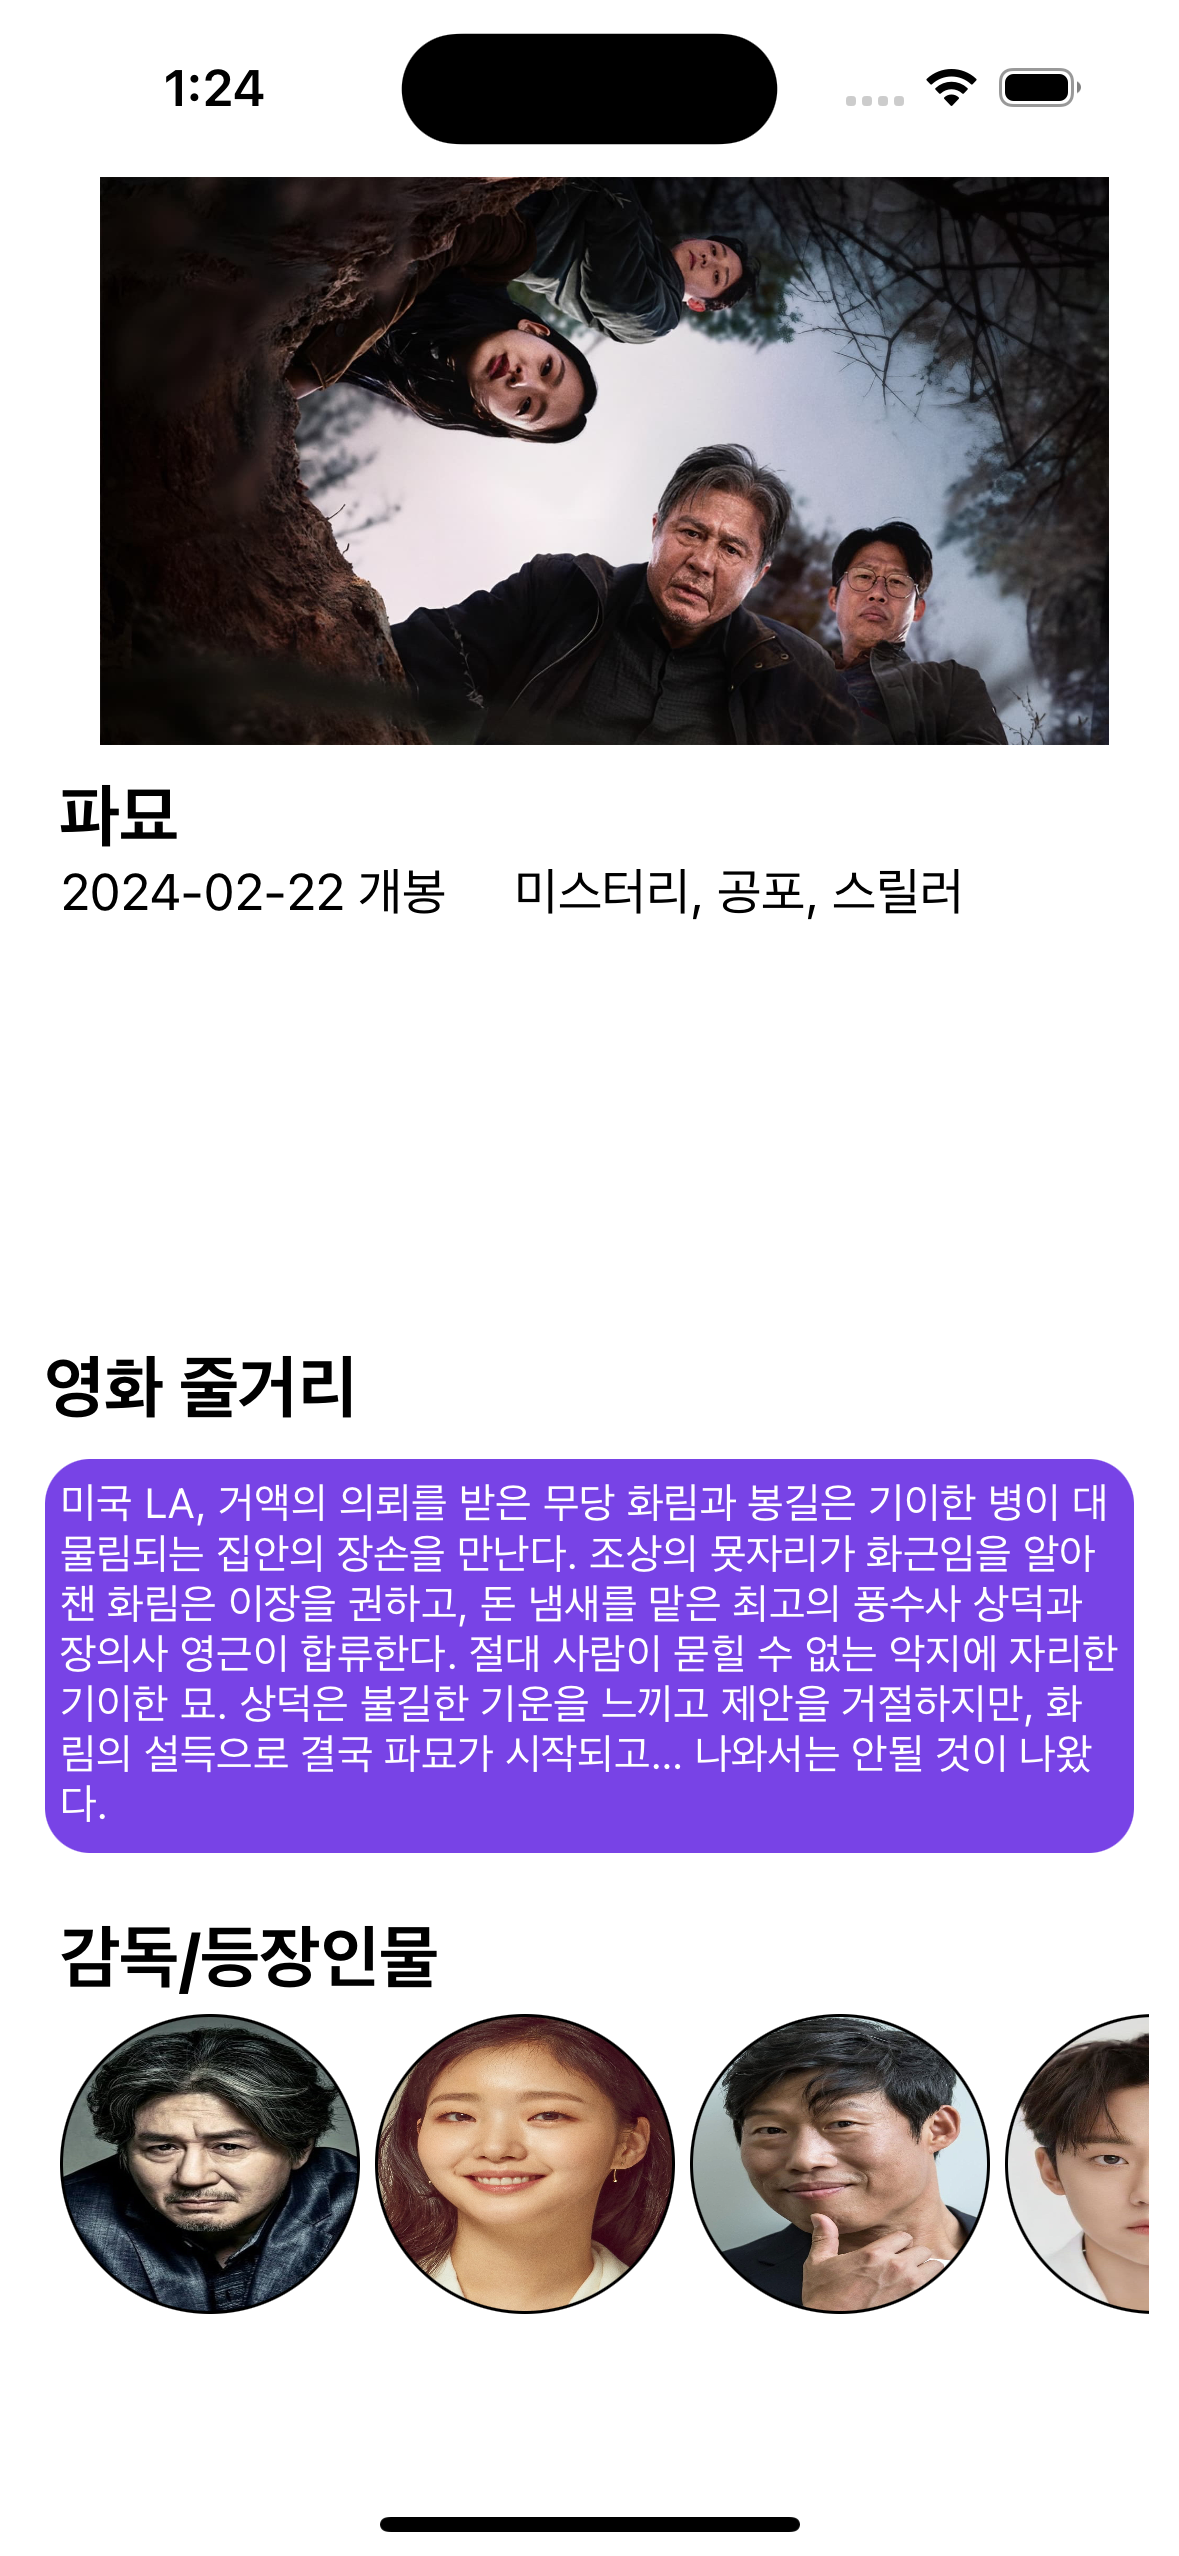 1:24
파묘
2024-02-22 개봉 미스터리, 공포, 스릴러
영화 줄거리
미국 LA, 거액의 의뢰를 받은 무당 화림과 봉길은 기이한 병이 대
물림되는 집안의 장손을 만난다. 조상의 묫자리가 화근임을 알아
챈 화림은 이장을 권하고, 돈 냄새를 맡은 최고의 풍수사 상덕과
장의사 영근이 합류한다. 절대 사람이 묻힐 수 없는 악지에 자리한
기이한 묘. 상덕은 불길한 기운을 느끼고 제안을 거절하지만, 화
림의 설득으로 결국 파묘가 시작되고... 나와서는 안될 것이 나왔
다.
감독/등장인물